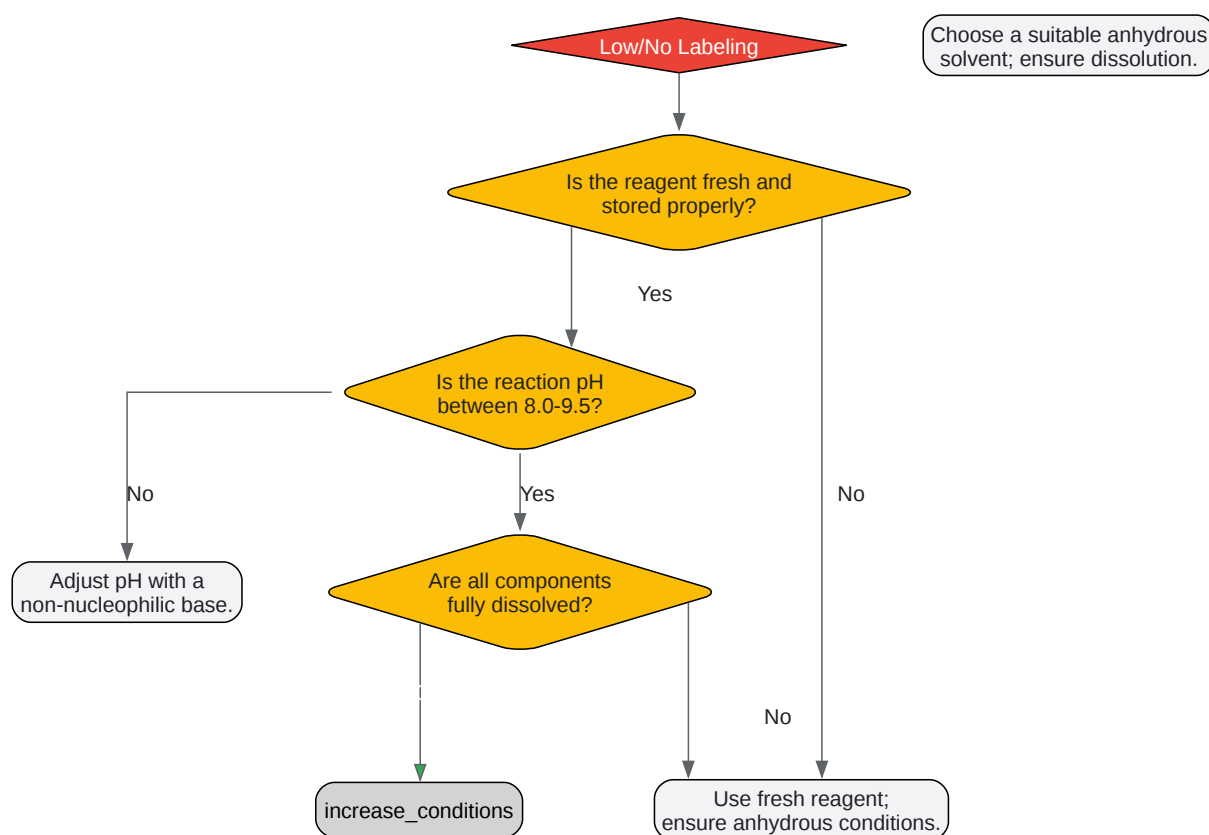 Low/No Labeling
Choose a suitable anhydrous
solvent; ensure dissolution.
Is the reagent fresh and
stored properly?
Yes
Is the reaction pH
between 8.0-9.5?
No
Yes
No
Adjust pH with a
non-nucleophilic base.
Are all components
fully dissolved?
No
increase_conditions
Use fresh reagent;
ensure anhydrous conditions.